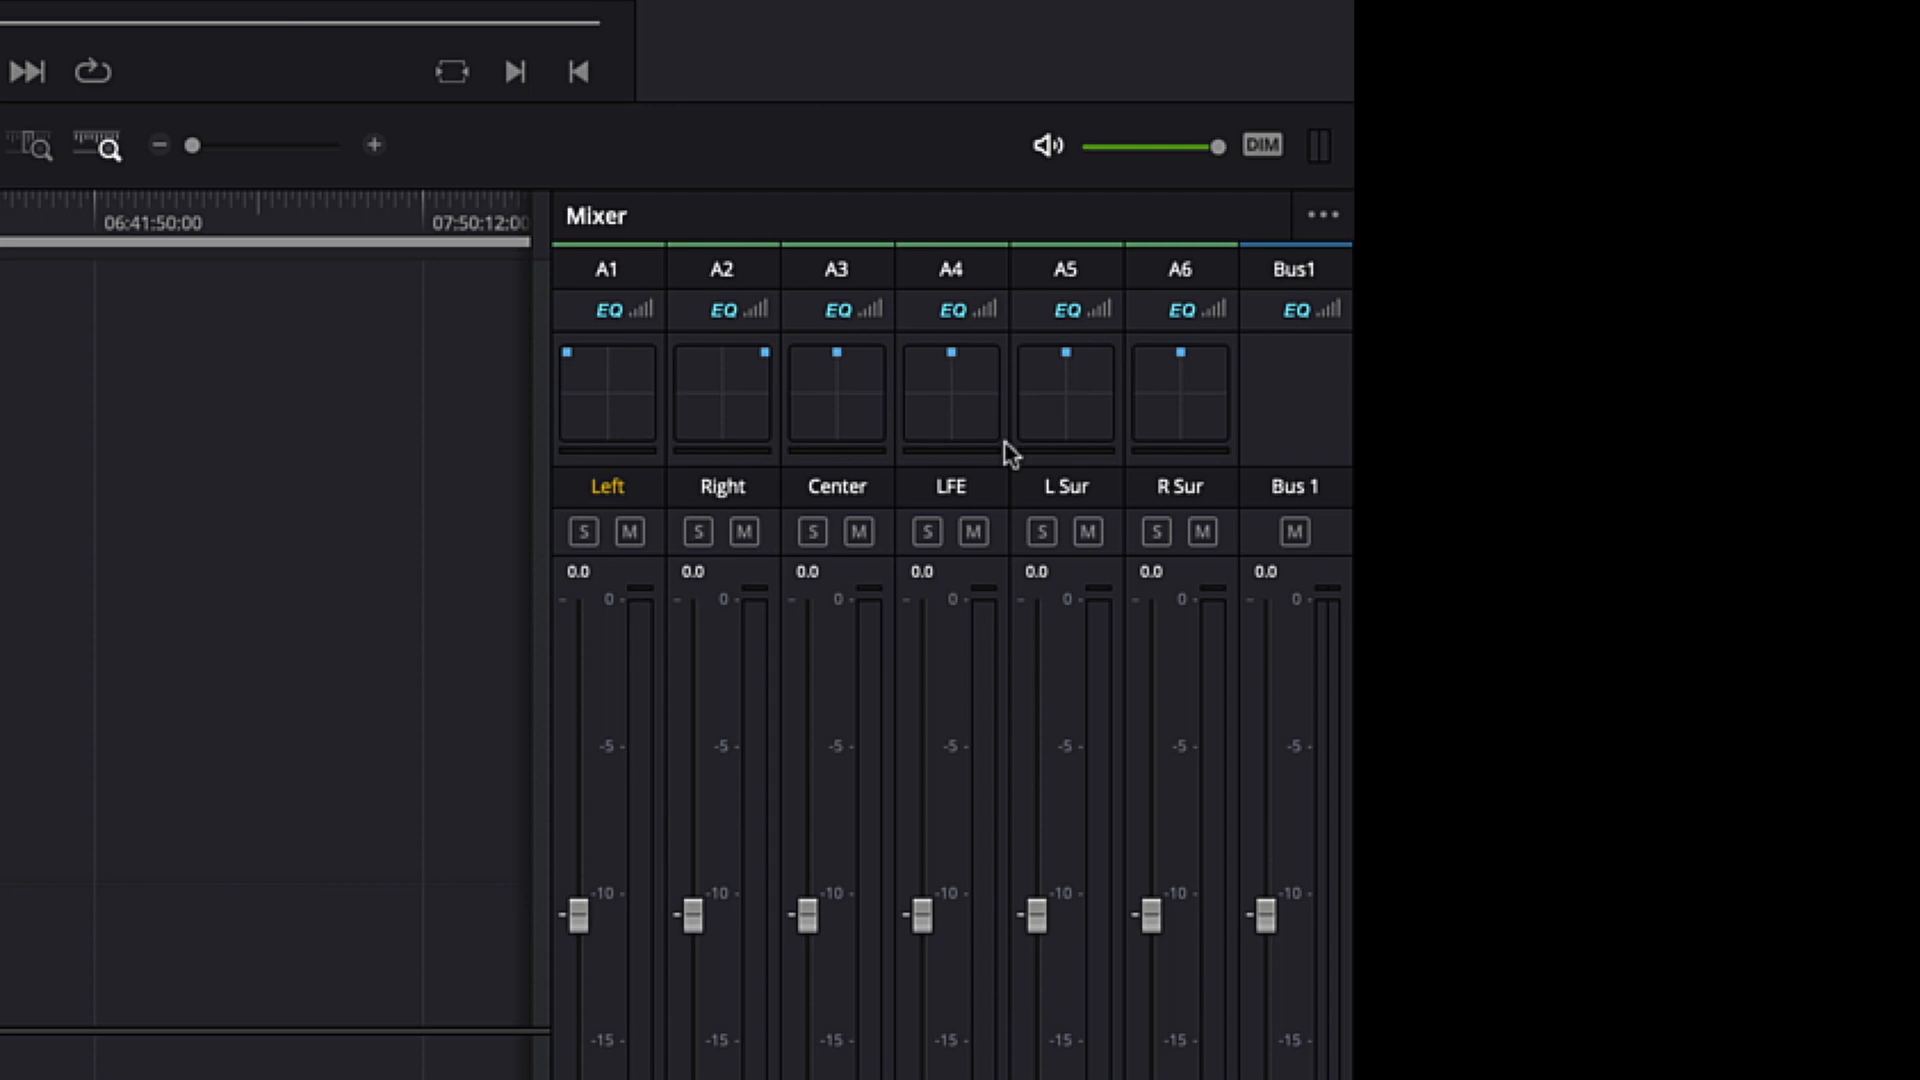 DIM
06:41:50:00 07:50:12:00
Mixer
A1 A2 A3 A4 A5 A6 Bus1
EQ EQ EQ EQ EQ EQ EQ
Left Right Center LFE L Sur R Sur Bus 1
S M S M S M S M S M S M M
0.0 0.0 0.0 0.0 0.0 0.0 0.0
0 0 0 0 0 0 0
-5 -5 -5 -5 -5 -5 -5
-10 -10 -10 -10 -10 -10 -10
-15 -15 -15 -15 -15 -15 -15